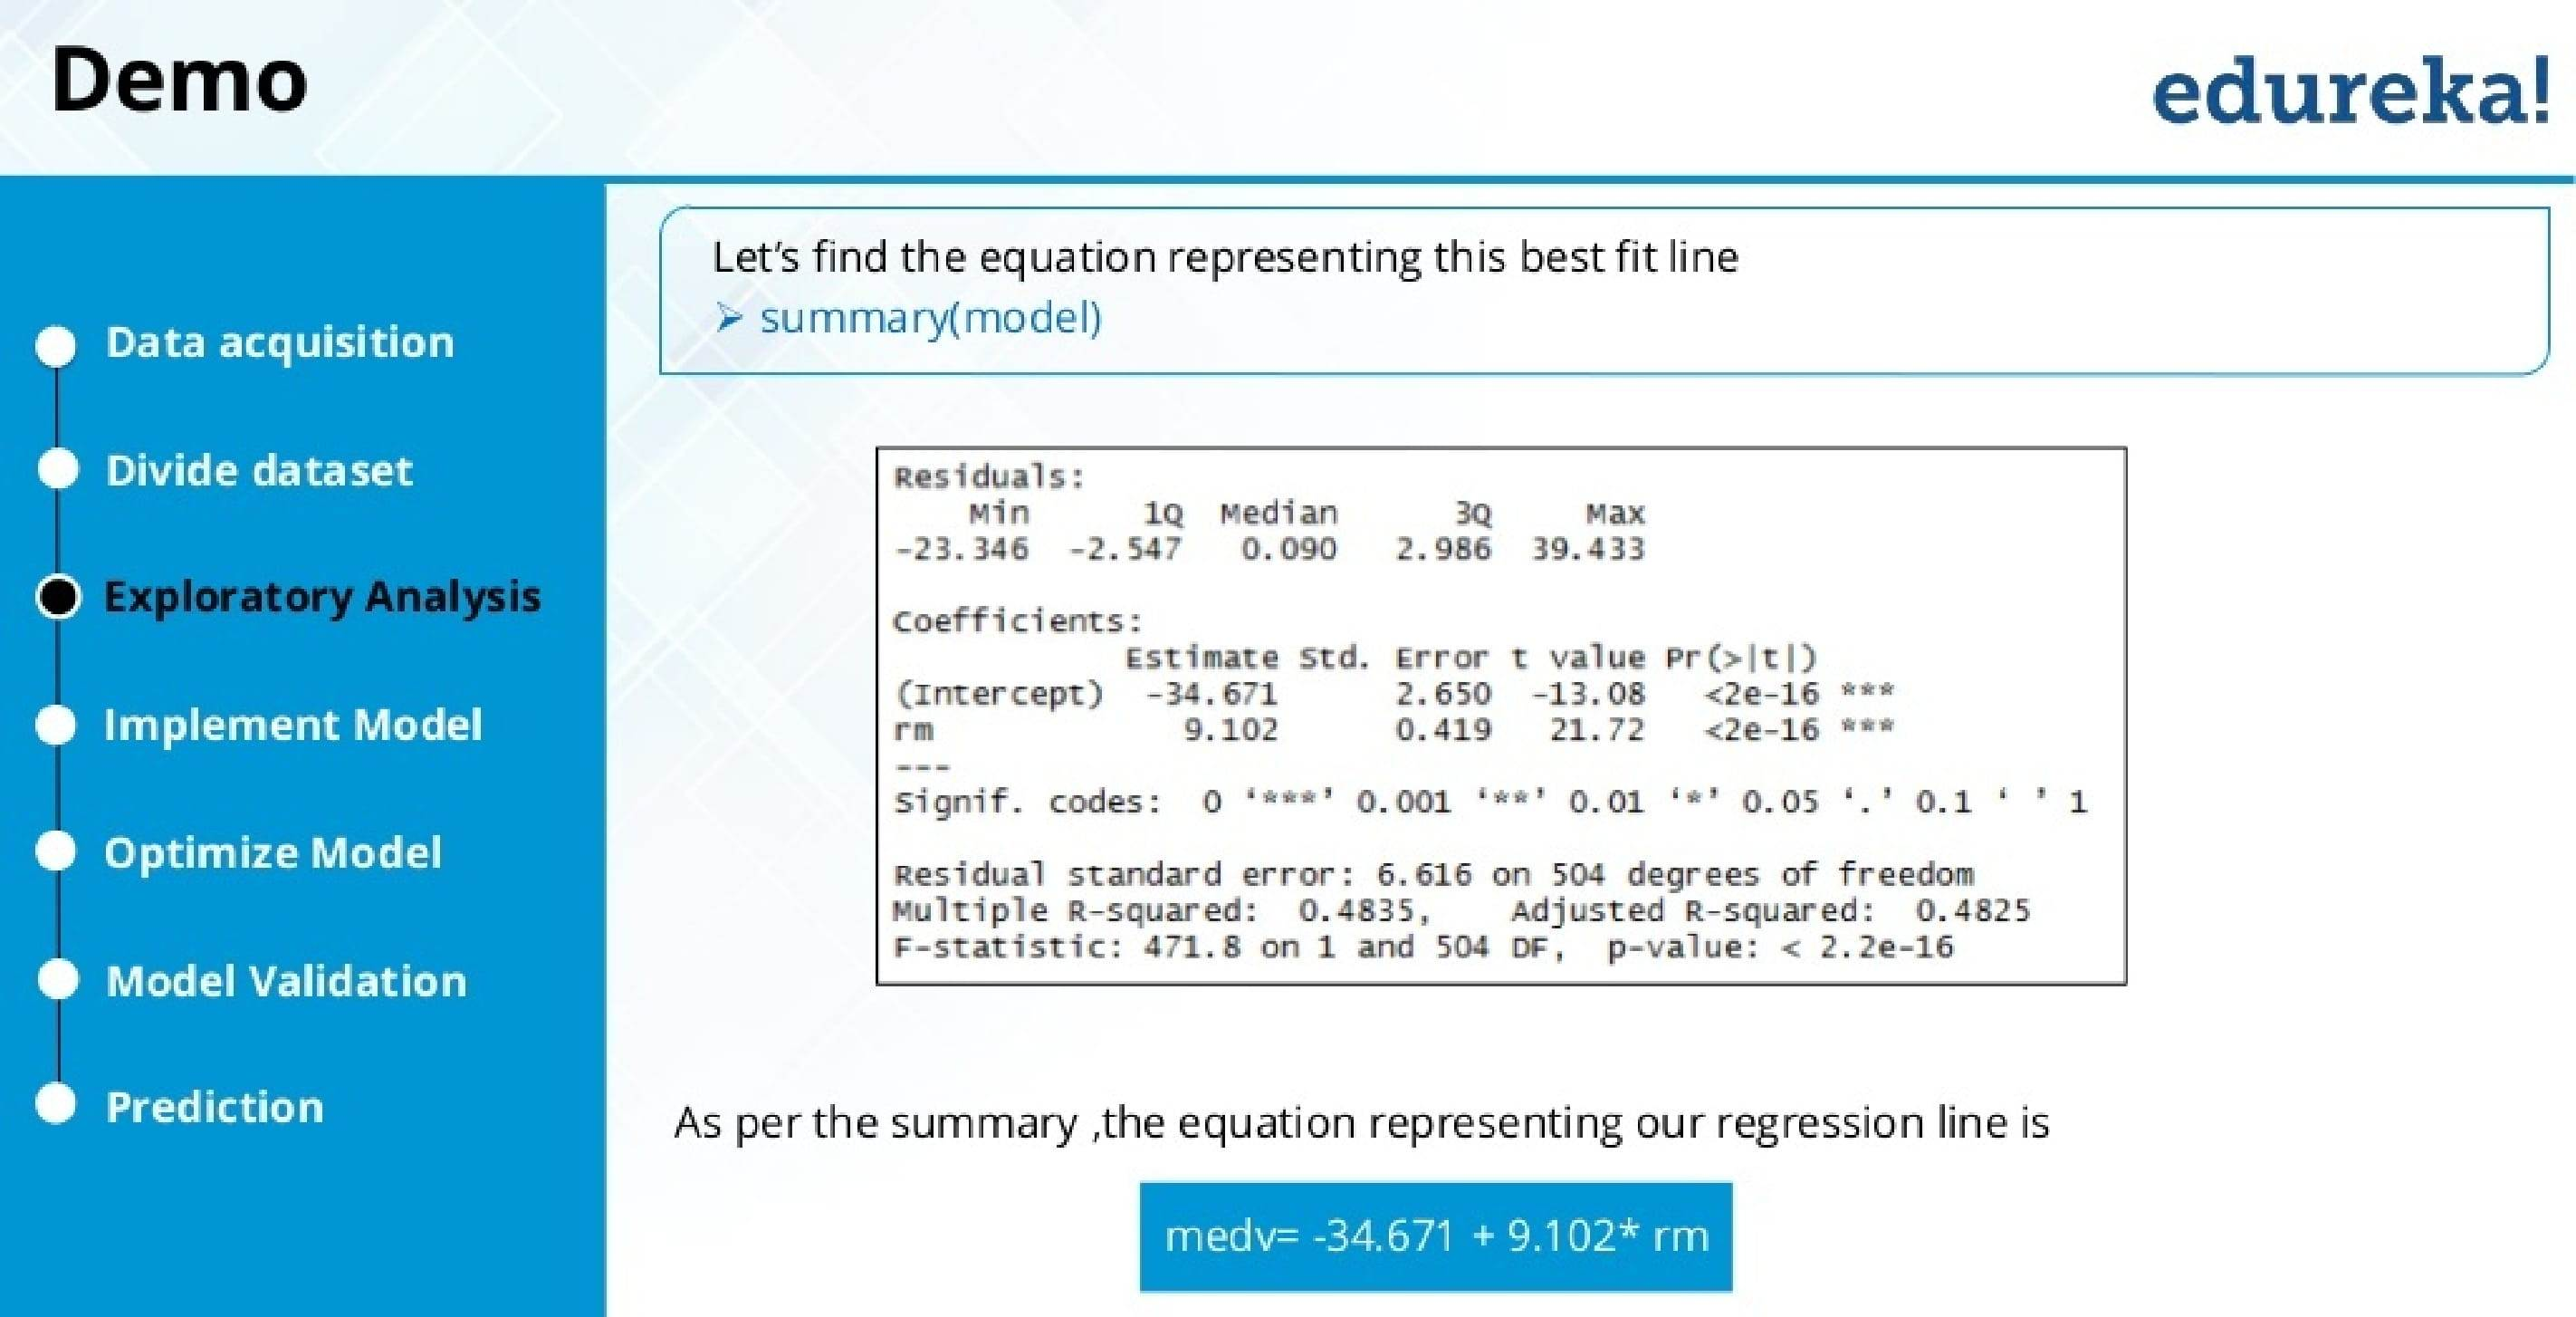 Demo
edureka!
Data acquisition
Divide dataset
Exploratory Analysis
Implement Model
Optimize Model
Model Validation
Prediction
Let's find the equation representing this best fit line
➢ summary(model)
Residuals:
    Min      1Q  Median      3Q     Max
-23.346  -2.547   0.090   2.986  39.433
Coefficients:
            Estimate Std. Error t value Pr(>|t|)
(Intercept)  -34.671      2.650  -13.08   <2e-16 ***
rm             9.102      0.419   21.72   <2e-16 ***
---
Signif. codes:  0 ‘***’ 0.001 ‘**’ 0.01 ‘*’ 0.05 ‘.’ 0.1 ‘ ’ 1
Residual standard error: 6.616 on 504 degrees of freedom
Multiple R-squared:  0.4835,    Adjusted R-squared:  0.4825
F-statistic: 471.8 on 1 and 504 DF,  p-value: < 2.2e-16
As per the summary ,the equation representing our regression line is
medv= -34.671 + 9.102* rm